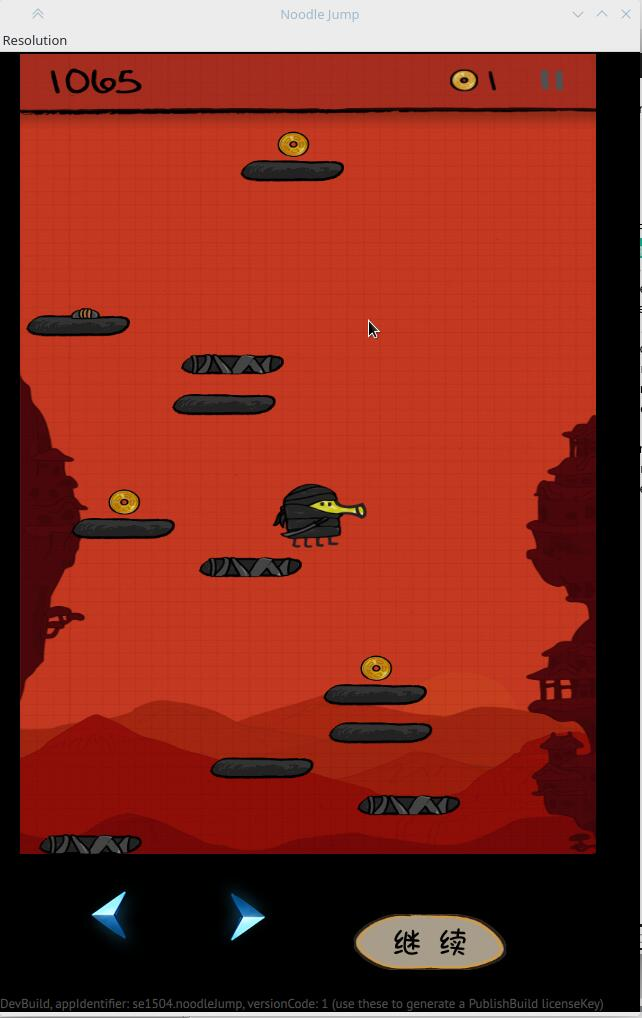 Noodle Jump
Resolution
1065 1
继续
DevBuild, appIdentifier: se1504.noodleJump, versionCode: 1 (use these to generate a PublishBuild licenseKey)